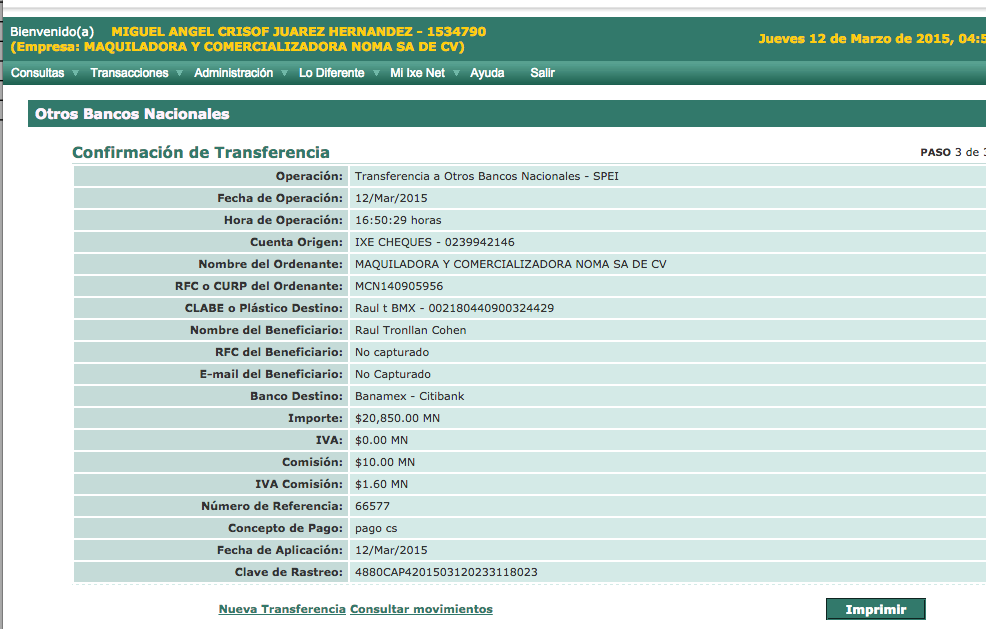 Bienvenido(a) MIGUEL ANGEL CRISOF JUAREZ HERNANDEZ - 1534790
(Empresa: MAQUILADORA Y COMERCIALIZADORA NOMA SA DE CV)
Jueves 12 de Marzo de 2015, 04:5
Consultas Transacciones Administración Lo Diferente Mi Ixe Net Ayuda Salir
Otros Bancos Nacionales
Confirmación de Transferencia
PASO 3 de 3
Operación: Transferencia a Otros Bancos Nacionales - SPEI
Fecha de Operación: 12/Mar/2015
Hora de Operación: 16:50:29 horas
Cuenta Origen: IXE CHEQUES - 0239942146
Nombre del Ordenante: MAQUILADORA Y COMERCIALIZADORA NOMA SA DE CV
RFC o CURP del Ordenante: MCN140905956
CLABE o Plástico Destino: Raul t BMX - 002180440900324429
Nombre del Beneficiario: Raul Tronllan Cohen
RFC del Beneficiario: No capturado
E-mail del Beneficiario: No Capturado
Banco Destino: Banamex - Citibank
Importe: $20,850.00 MN
IVA: $0.00 MN
Comisión: $10.00 MN
IVA Comisión: $1.60 MN
Número de Referencia: 66577
Concepto de Pago: pago cs
Fecha de Aplicación: 12/Mar/2015
Clave de Rastreo: 4880CAP4201503120233118023
Nueva Transferencia Consultar movimientos
Imprimir